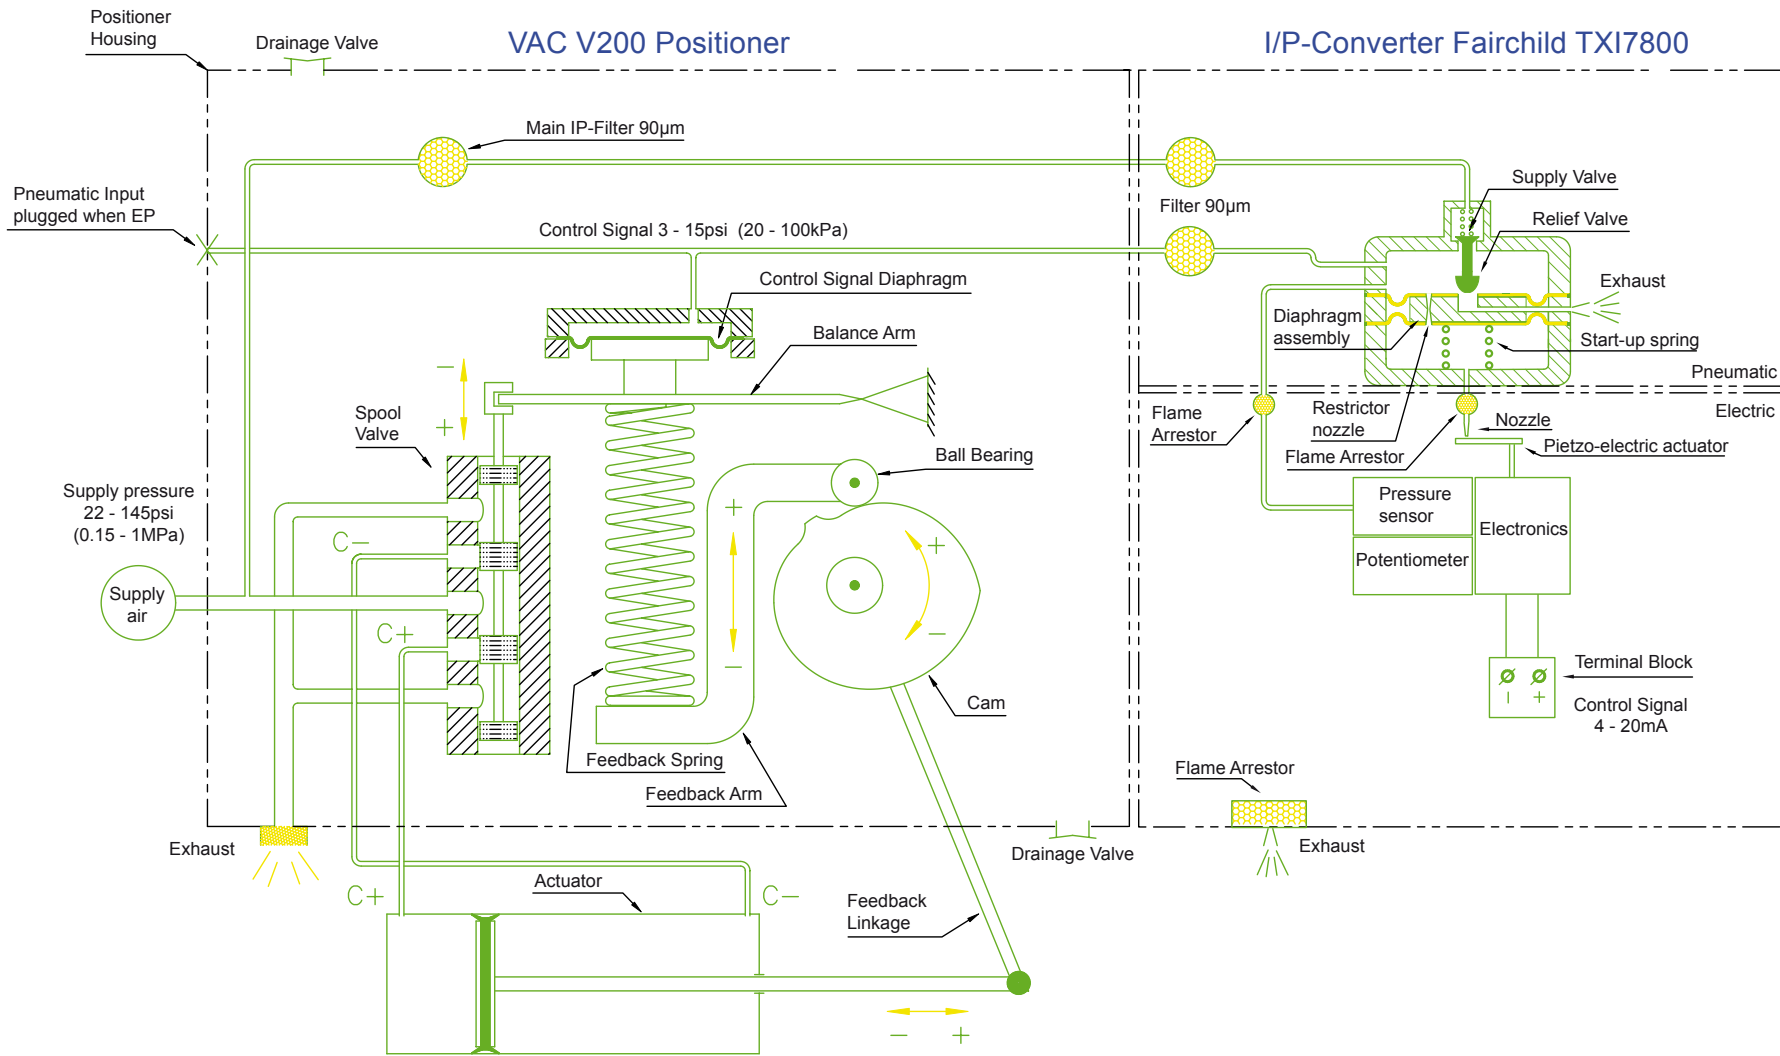 Positioner
Housing
Drainage Valve
VAC V200 Positioner
I/P-Converter Fairchild TXI7800
Main IP-Filter 90µm
Pneumatic Input
plugged when EP
Supply Valve
Filter 90µm
Relief Valve
Control Signal 3 - 15psi (20 - 100kPa)
Control Signal Diaphragm
Exhaust
Diaphragm
assembly
Balance Arm
Start-up spring
Pneumatic
Electric
−
+
Spool
Valve
Flame
Arrestor
Restrictor
nozzle
Nozzle
Flame Arrestor
Pietzo-electric actuator
Ball Bearing
Supply pressure
22 - 145psi
(0.15 - 1MPa)
C−
+
+
Pressure
sensor
Electronics
Potentiometer
Supply
air
C+
−
−
Terminal Block
− +
Control Signal
4 - 20mA
Cam
Feedback Spring
Feedback Arm
Flame Arrestor
Exhaust
Drainage Valve
Exhaust
C+
Actuator
C−
Feedback
Linkage
− +